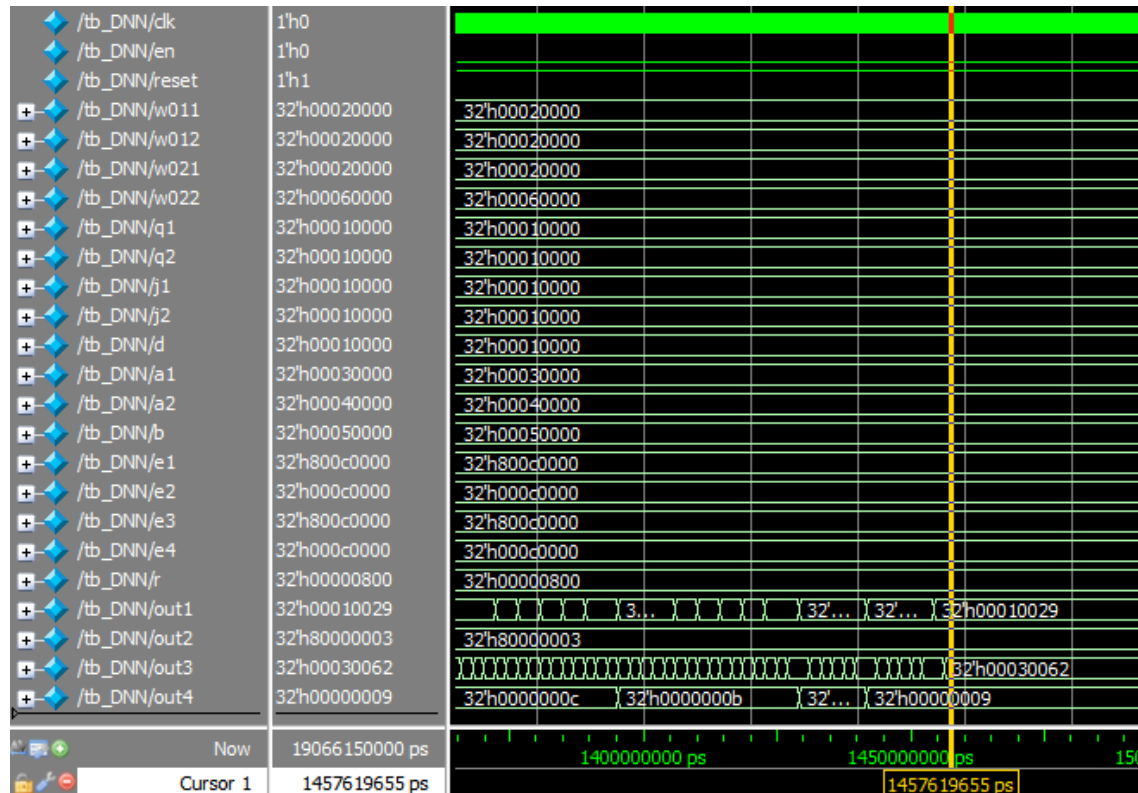 /tb_DNN/clk 1'h0
/tb_DNN/en 1'h0
/tb_DNN/reset 1'h1
/tb_DNN/w011 32'h00020000 32'h00020000
/tb_DNN/w012 32'h00020000 32'h00020000
/tb_DNN/w021 32'h00020000 32'h00020000
/tb_DNN/w022 32'h00060000 32'h00060000
/tb_DNN/q1 32'h00010000 32'h00010000
/tb_DNN/q2 32'h00010000 32'h00010000
/tb_DNN/j1 32'h00010000 32'h00010000
/tb_DNN/j2 32'h00010000 32'h00010000
/tb_DNN/d 32'h00010000 32'h00010000
/tb_DNN/a1 32'h00030000 32'h00030000
/tb_DNN/a2 32'h00040000 32'h00040000
/tb_DNN/b 32'h00050000 32'h00050000
/tb_DNN/e1 32'h800c0000 32'h800c0000
/tb_DNN/e2 32'h000c0000 32'h000c0000
/tb_DNN/e3 32'h800c0000 32'h800c0000
/tb_DNN/e4 32'h000c0000 32'h000c0000
/tb_DNN/r 32'h00000800 32'h00000800
/tb_DNN/out1 32'h00010029 3... 32'... 32'... 32'h00010029
/tb_DNN/out2 32'h80000003 32'h80000003
/tb_DNN/out3 32'h00030062 32'h00030062
/tb_DNN/out4 32'h00000009 32'h0000000c 32'h0000000b 32'... 32'h00000009
Now 19066150000 ps 1400000000 ps 1450000000 ps 150
Cursor 1 1457619655 ps 1457619655 ps